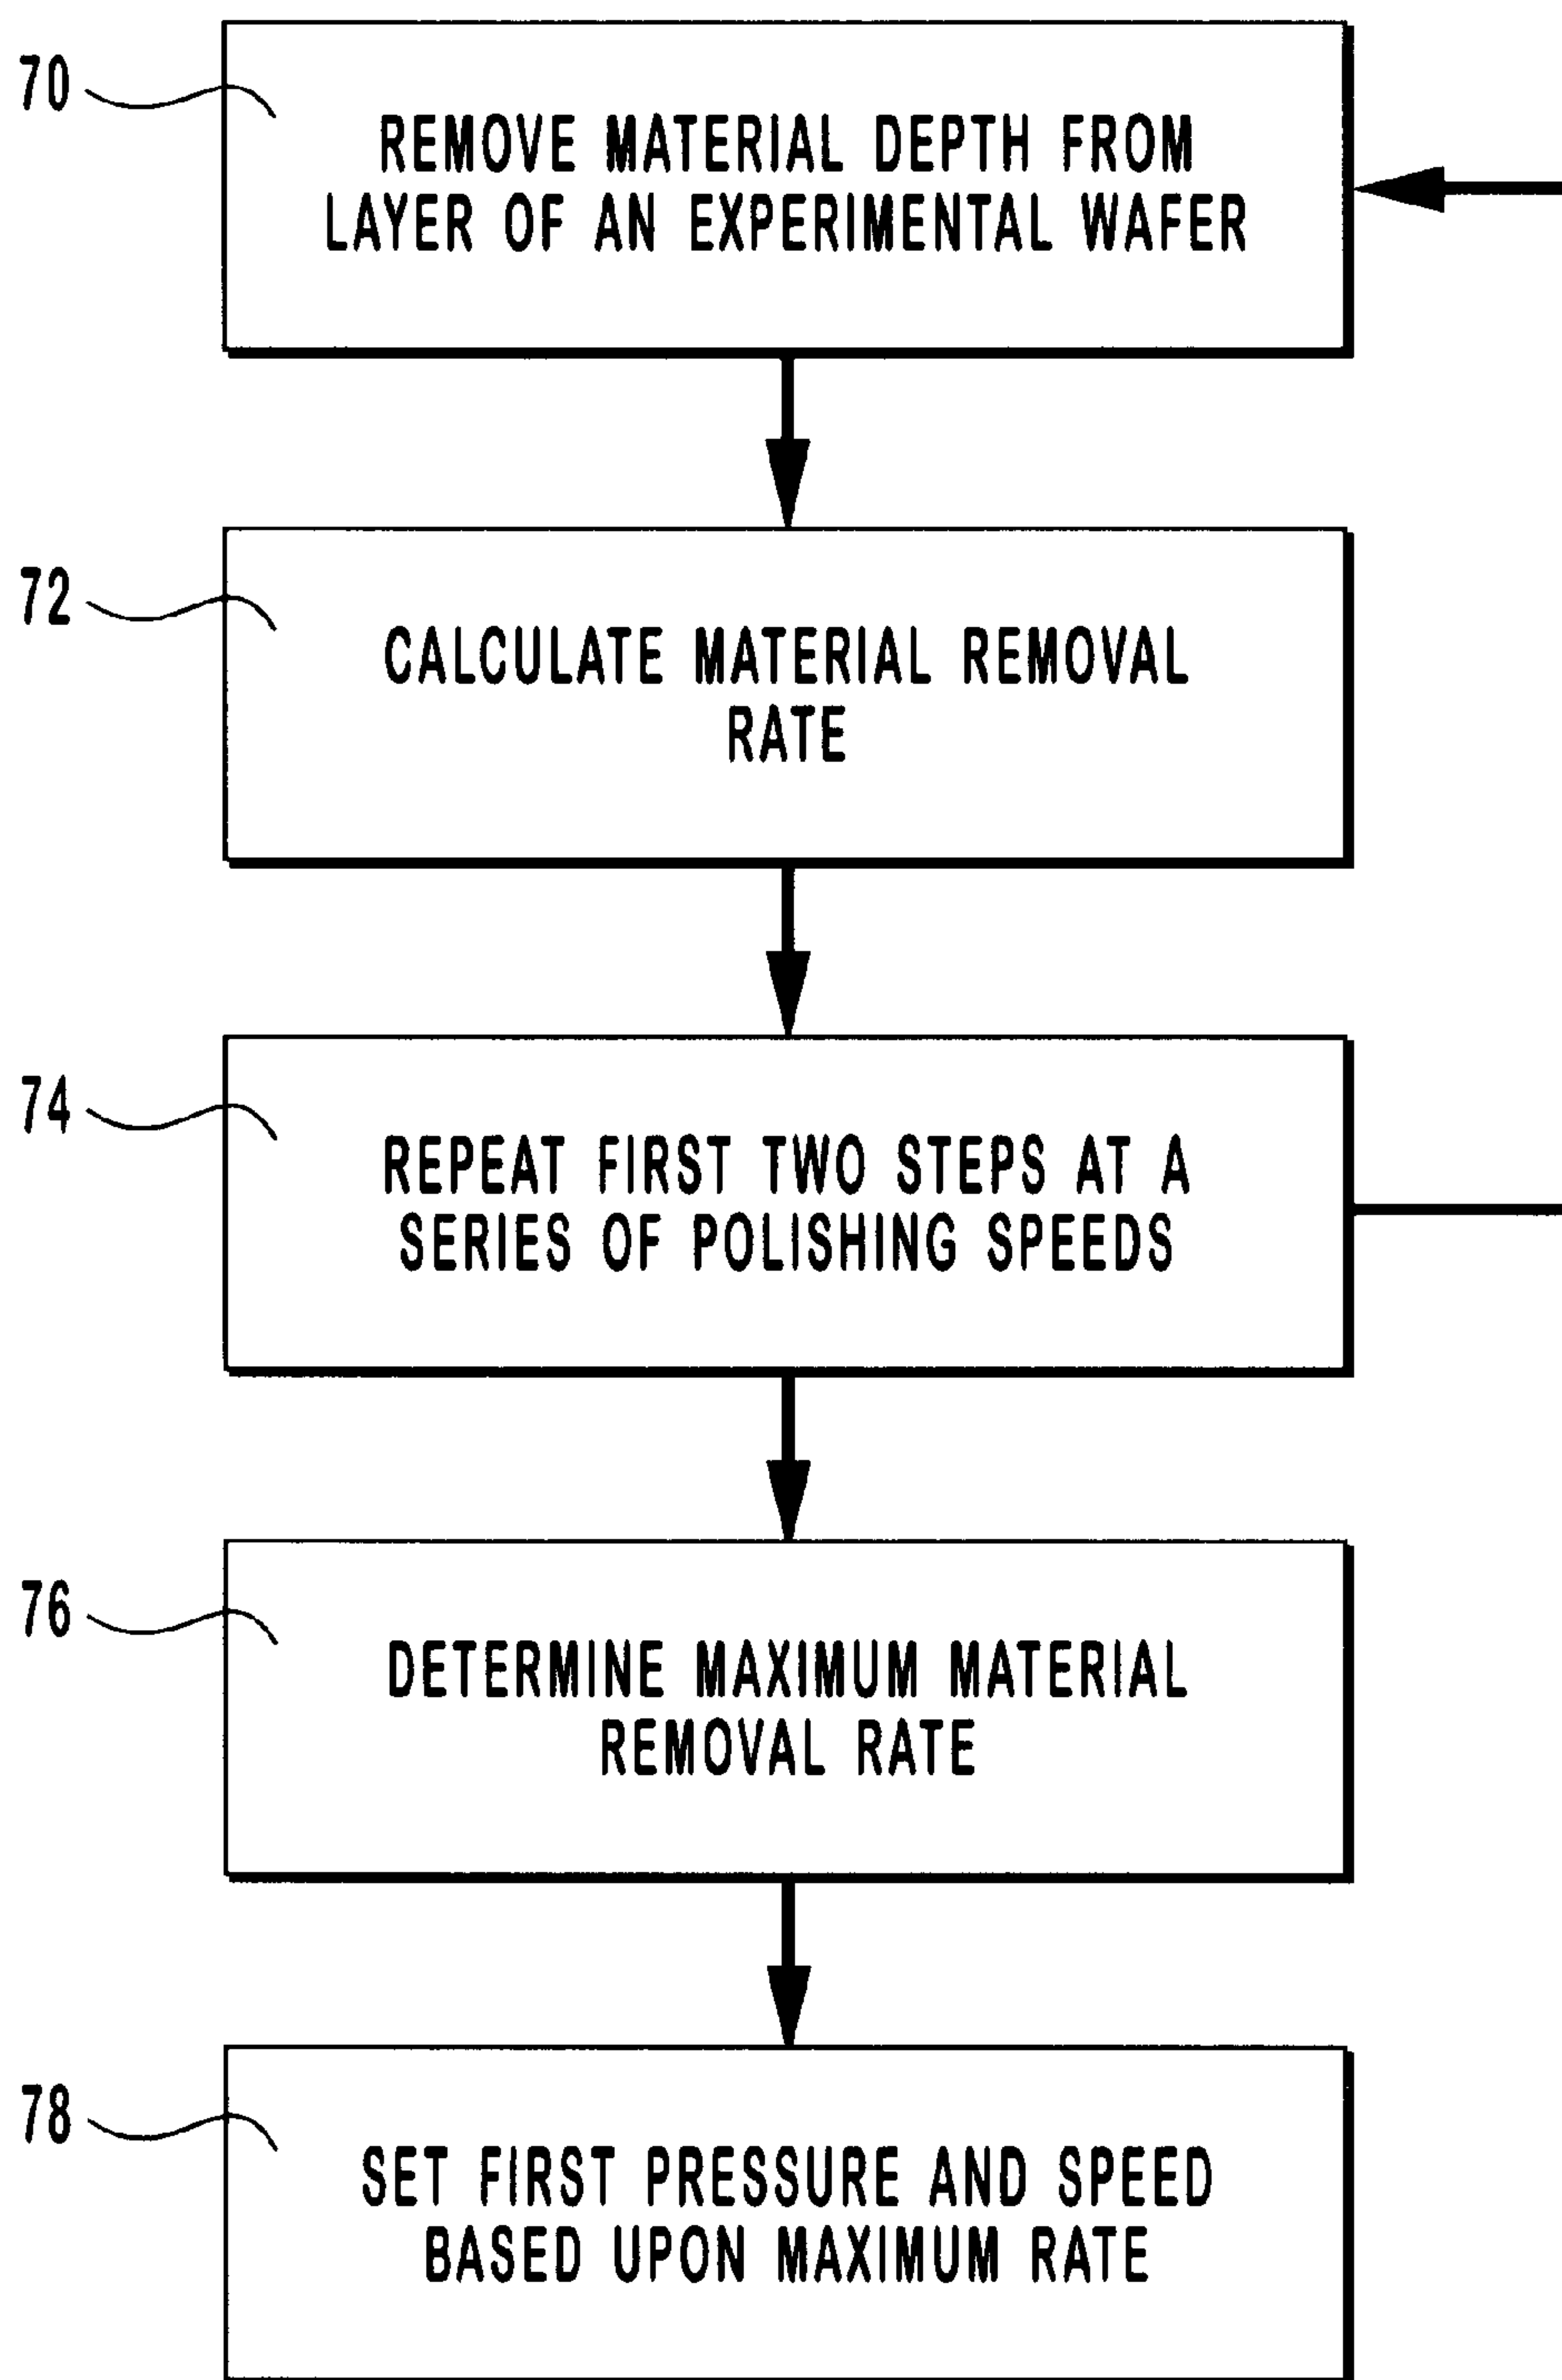 70
REMOVE MATERIAL DEPTH FROM
LAYER OF AN EXPERIMENTAL WAFER
72
CALCULATE MATERIAL REMOVAL
RATE
74
REPEAT FIRST TWO STEPS AT A
SERIES OF POLISHING SPEEDS
76
DETERMINE MAXIMUM MATERIAL
REMOVAL RATE
78
SET FIRST PRESSURE AND SPEED
BASED UPON MAXIMUM RATE